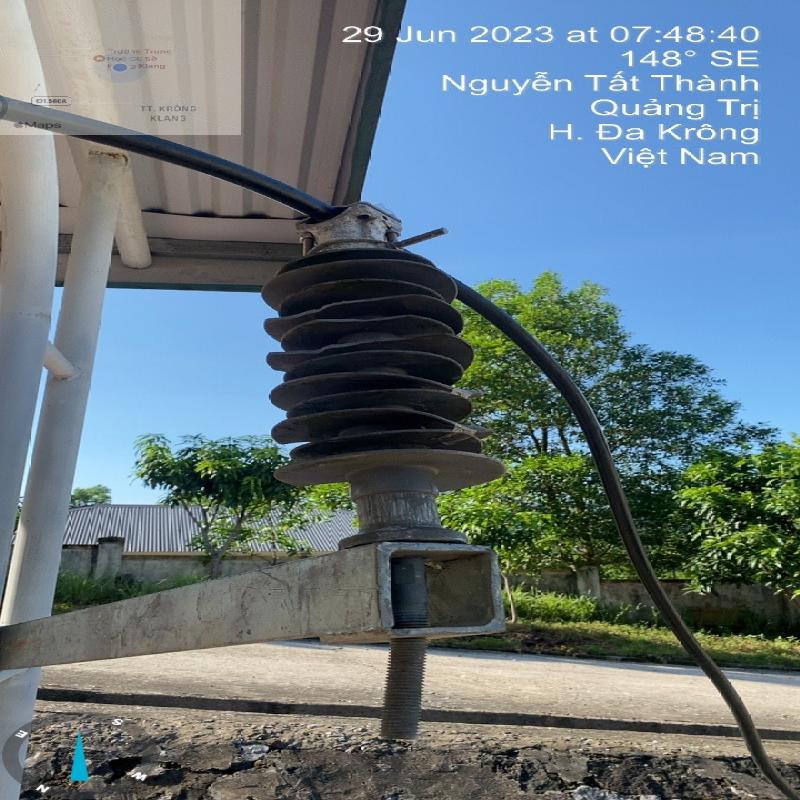 29 Jun 2023 at 07:48:40
148° SE
Nguyễn Tất Thành
Quảng Trị
H. Đa Krông
Việt Nam
TT. KRÔNG
KLANG
Maps
S
E
N